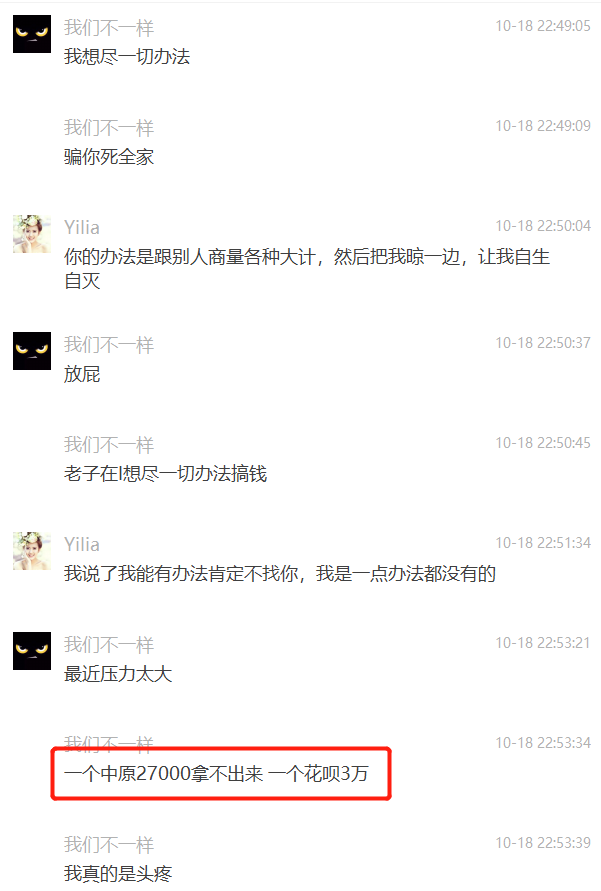 我们不一样 10-18 22:49:05
我想尽一切办法
我们不一样 10-18 22:49:09
骗你死全家
Yilia 10-18 22:50:04
你的办法是跟别人商量各种大计，然后把我晾一边，让我自生
自灭
我们不一样 10-18 22:50:37
放屁
我们不一样 10-18 22:50:45
老子在I想尽一切办法搞钱
Yilia 10-18 22:51:34
我说了我能有办法肯定不找你，我是一点办法都没有的
我们不一样 10-18 22:53:21
最近压力太大
我们不一样 10-18 22:53:34
一个中原27000拿不出来 一个花呗3万
我们不一样 10-18 22:53:39
我真的是头疼